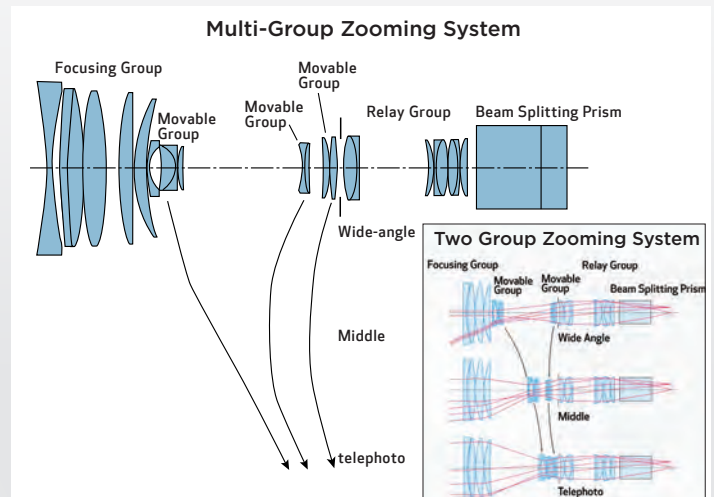 Multi-Group Zooming System
Focusing Group
Movable
Group
Movable
Group
Movable
Group
Relay Group
Beam Splitting Prism
Wide-angle
Middle
telephoto
Two Group Zooming System
Focusing Group
Movable
Group
Movable
Group
Relay Group
Beam Splitting Prism
Wide Angle
Middle
Telephoto